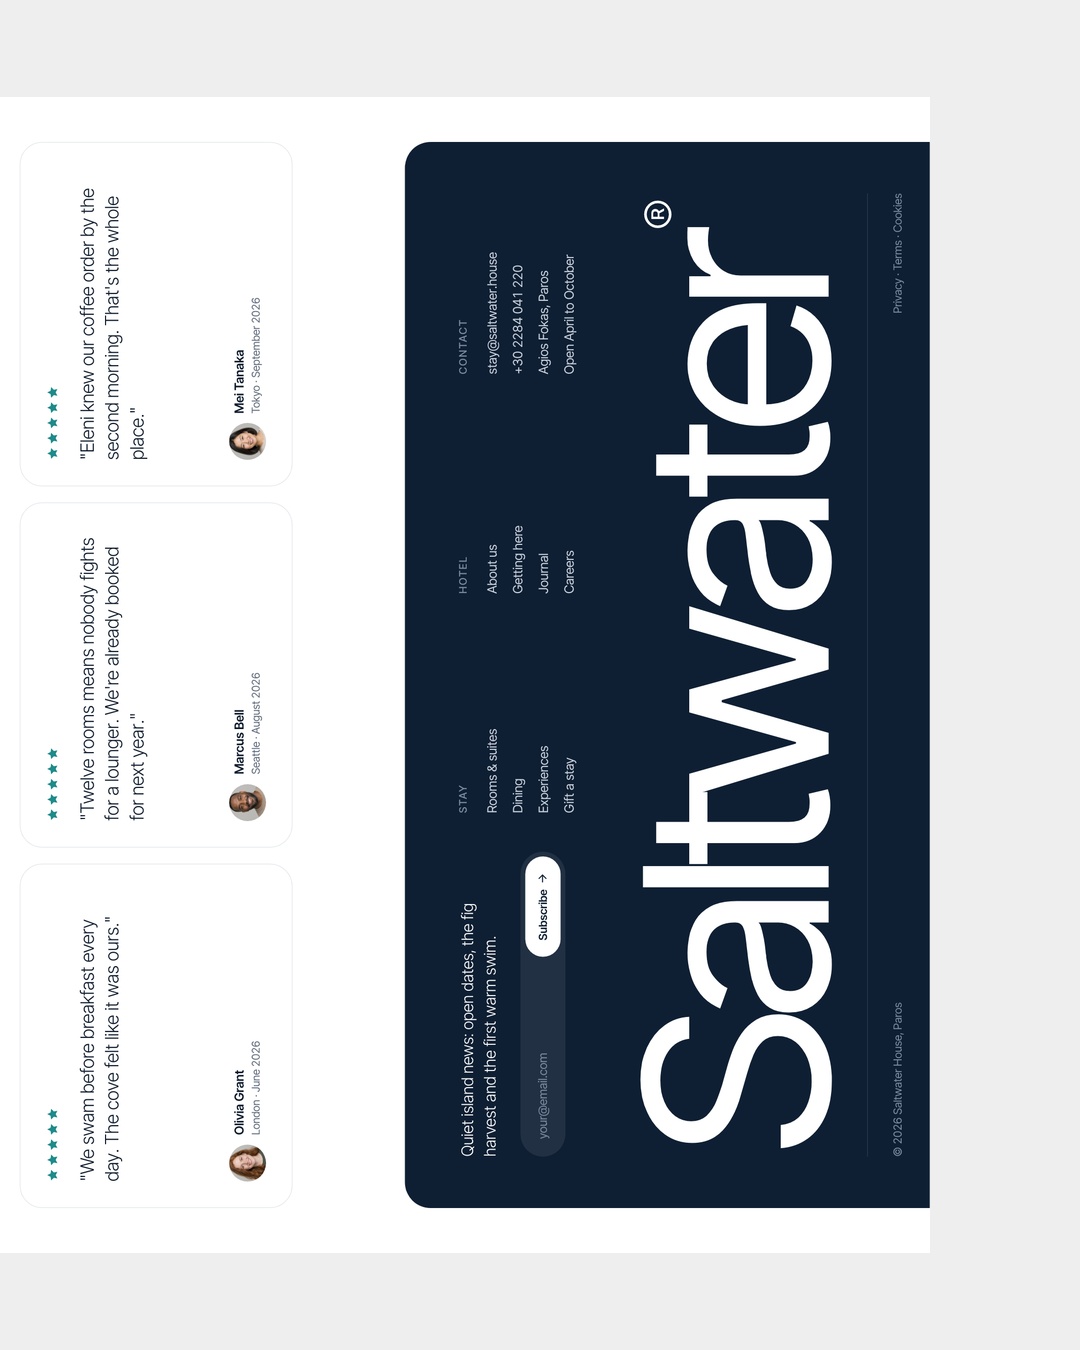 "We swam before breakfast every
day. The cove felt like it was ours."
Olivia Grant
London · June 2026
"Twelve rooms means nobody fights
for a lounger. We're already booked
for next year."
Marcus Bell
Seattle · August 2026
"Eleni knew our coffee order by the
second morning. That's the whole
place."
Mei Tanaka
Tokyo · September 2026
Quiet island news: open dates, the fig
harvest and the first warm swim.
your@email.com
Subscribe →
STAY
Rooms & suites
Dining
Experiences
Gift a stay
HOTEL
About us
Getting here
Journal
Careers
CONTACT
stay@saltwater.house
+30 2284 041 220
Agios Fokas, Paros
Open April to October
Saltwater®
© 2026 Saltwater House, Paros
Privacy · Terms · Cookies